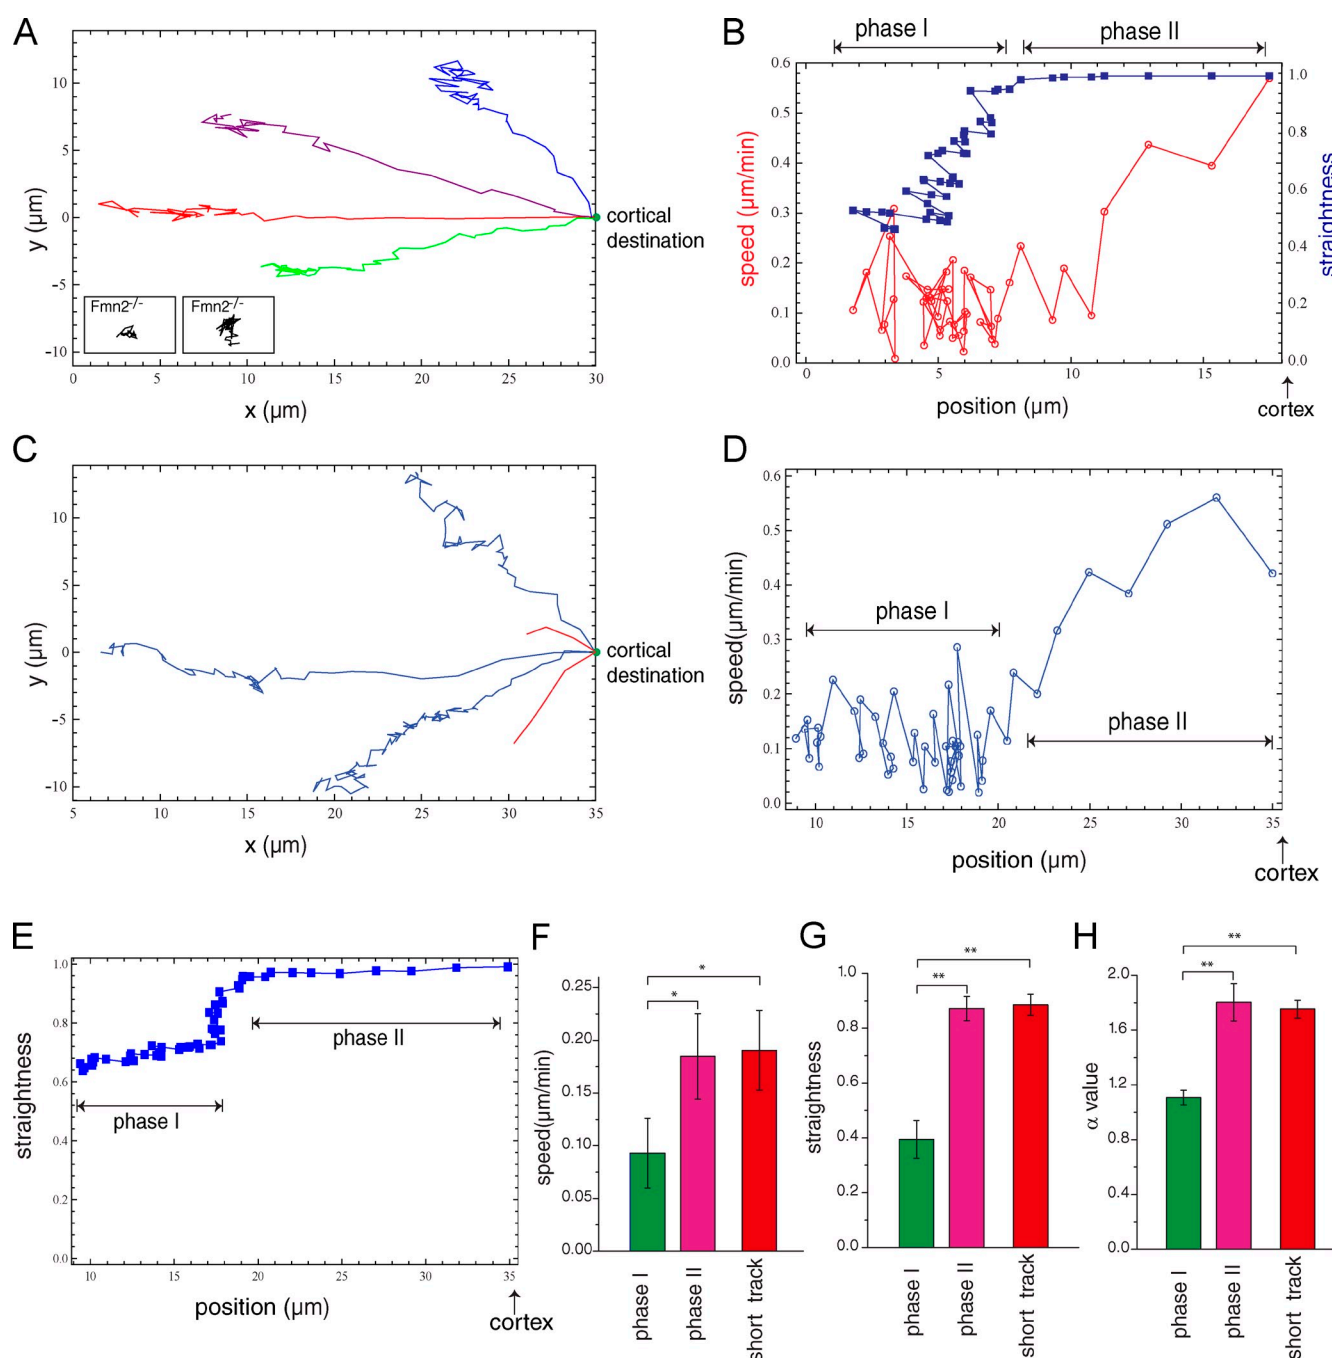 A
10
5
0
-5
-10
y (µm)
0
5
10
15
20
25
30
x (µm)
cortical
destination
Fmn2-/-
Fmn2-/-
B
phase I
phase II
0.6
0.5
0.4
0.3
0.2
0.1
0.0
speed (µm/min)
1.0
0.8
0.6
0.4
0.2
0.0
straightness
0
5
10
15
position (µm)
cortex
C
10
5
0
-5
-10
y (µm)
5
10
15
20
25
30
35
x (µm)
cortical
destination
D
0.6
0.5
0.4
0.3
0.2
0.1
0.0
speed(µm/min)
phase I
phase II
10
15
20
25
30
35
position (µm)
cortex
E
1.0
0.8
0.6
0.4
0.2
0.0
straightness
phase II
phase I
10
15
20
25
30
35
position (µm)
cortex
F
0.25
0.20
0.15
0.10
0.05
0.00
speed(µm/min)
*
*
phase I
phase II
short track
G
1.0
0.8
0.6
0.4
0.2
0.0
straightness
**
**
phase I
phase II
short track
H
2.0
1.6
1.2
0.8
0.4
0.0
α value
**
**
phase I
phase II
short track